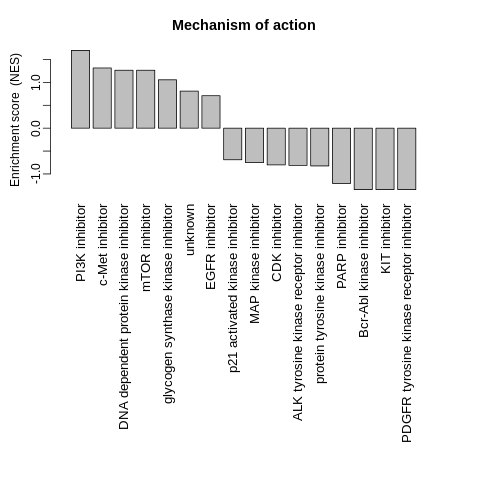 Mechanism of action
Enrichment score (NES)
1.0
0.0
-1.0
PI3K inhibitor
c-Met inhibitor
DNA dependent protein kinase inhibitor
mTOR inhibitor
glycogen synthase kinase inhibitor
unknown
EGFR inhibitor
p21 activated kinase inhibitor
MAP kinase inhibitor
CDK inhibitor
ALK tyrosine kinase receptor inhibitor
protein tyrosine kinase inhibitor
PARP inhibitor
Bcr-Abl kinase inhibitor
KIT inhibitor
PDGFR tyrosine kinase receptor inhibitor